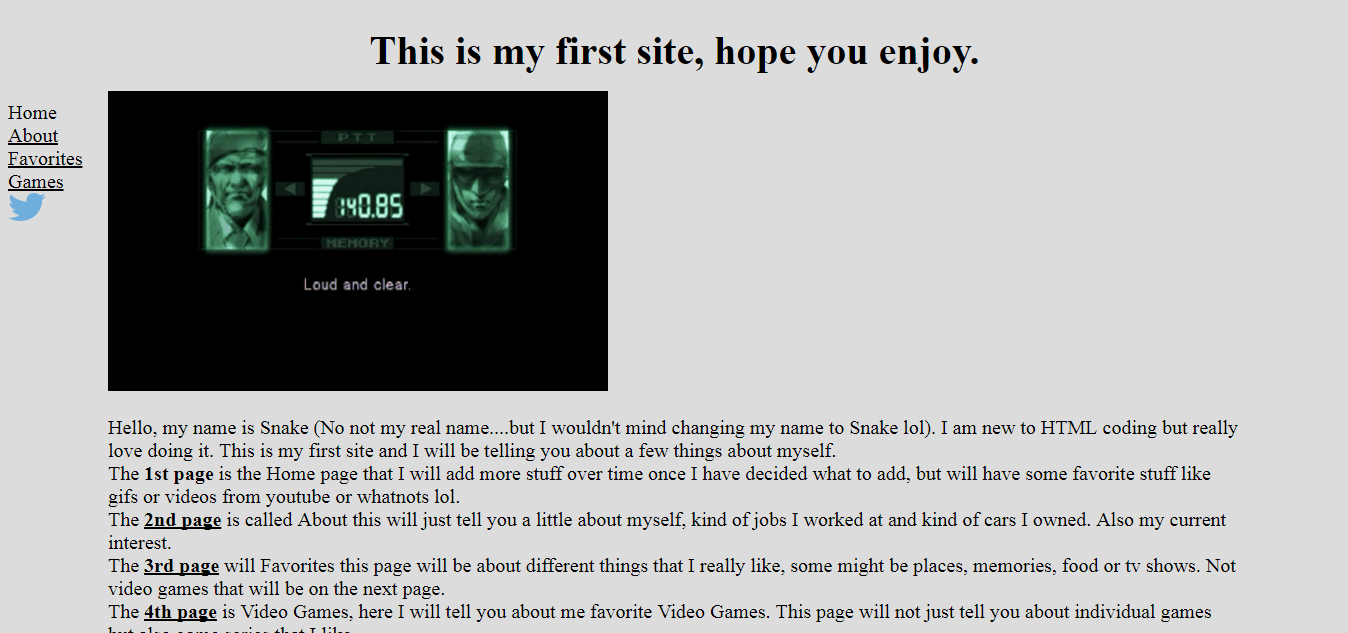 This is my first site, hope you enjoy.
Home
About
Favorites
Games
PTT
140.85
MEMORY
Loud and clear.
Hello, my name is Snake (No not my real name....but I wouldn't mind changing my name to Snake lol). I am new to HTML coding but really
love doing it. This is my first site and I will be telling you about a few things about myself.
The 1st page is the Home page that I will add more stuff over time once I have decided what to add, but will have some favorite stuff like
gifs or videos from youtube or whatnots lol.
The 2nd page is called About this will just tell you a little about myself, kind of jobs I worked at and kind of cars I owned. Also my current
interest.
The 3rd page will Favorites this page will be about different things that I really like, some might be places, memories, food or tv shows. Not
video games that will be on the next page.
The 4th page is Video Games, here I will tell you about me favorite Video Games. This page will not just tell you about individual games
but also some series that I like.